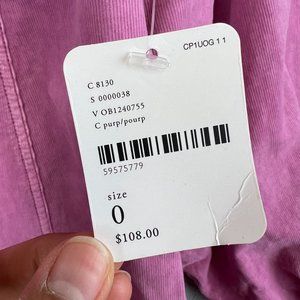 CP1UOG 1 1
C 8130
S 0000038
V OB1240755
C purp/pourp
59575779
size
0
$108.00